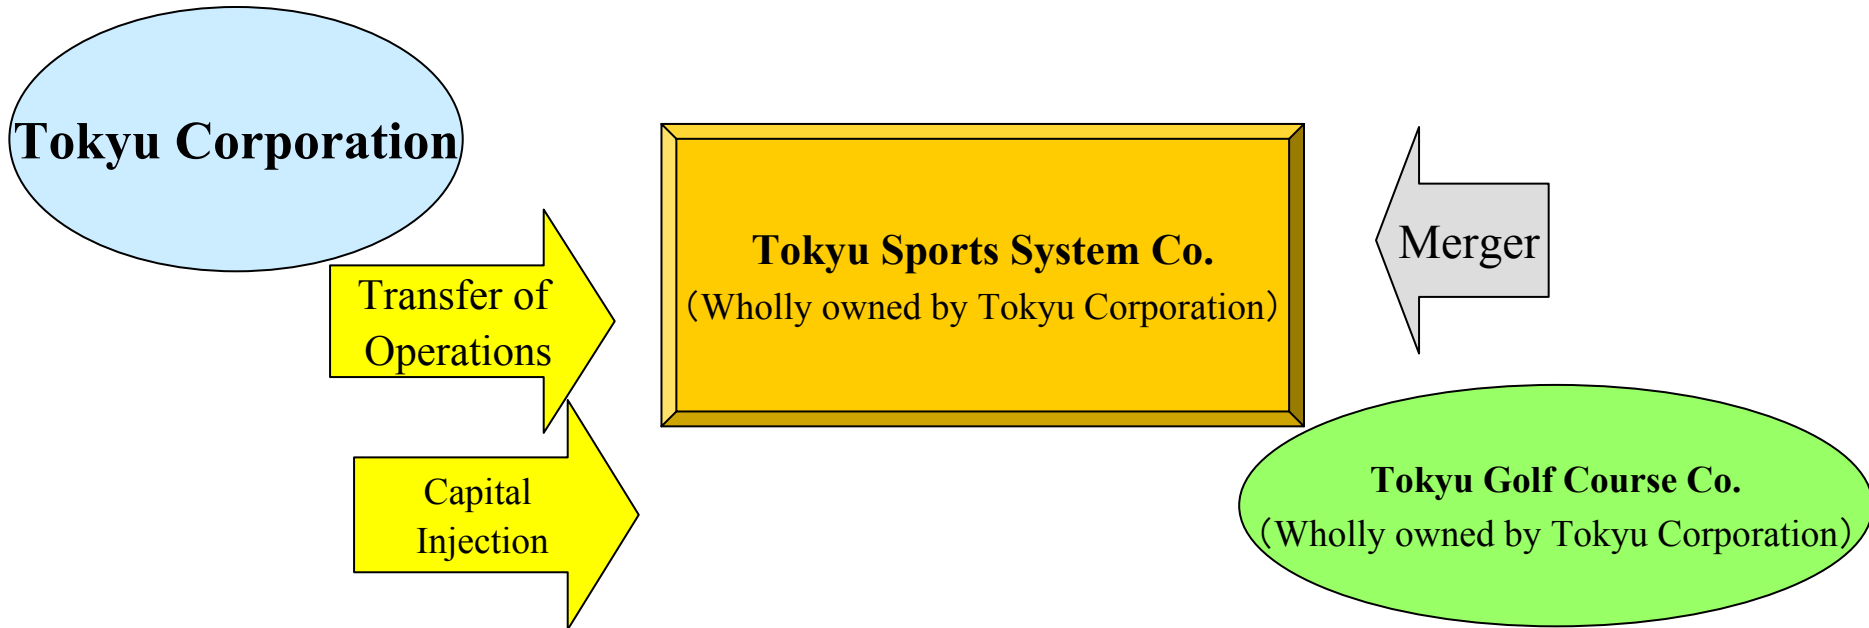 Tokyu Corporation
Transfer of
Operations
Capital
Injection
Tokyu Sports System Co.
（Wholly owned by Tokyu Corporation）
Merger
Tokyu Golf Course Co.
（Wholly owned by Tokyu Corporation）